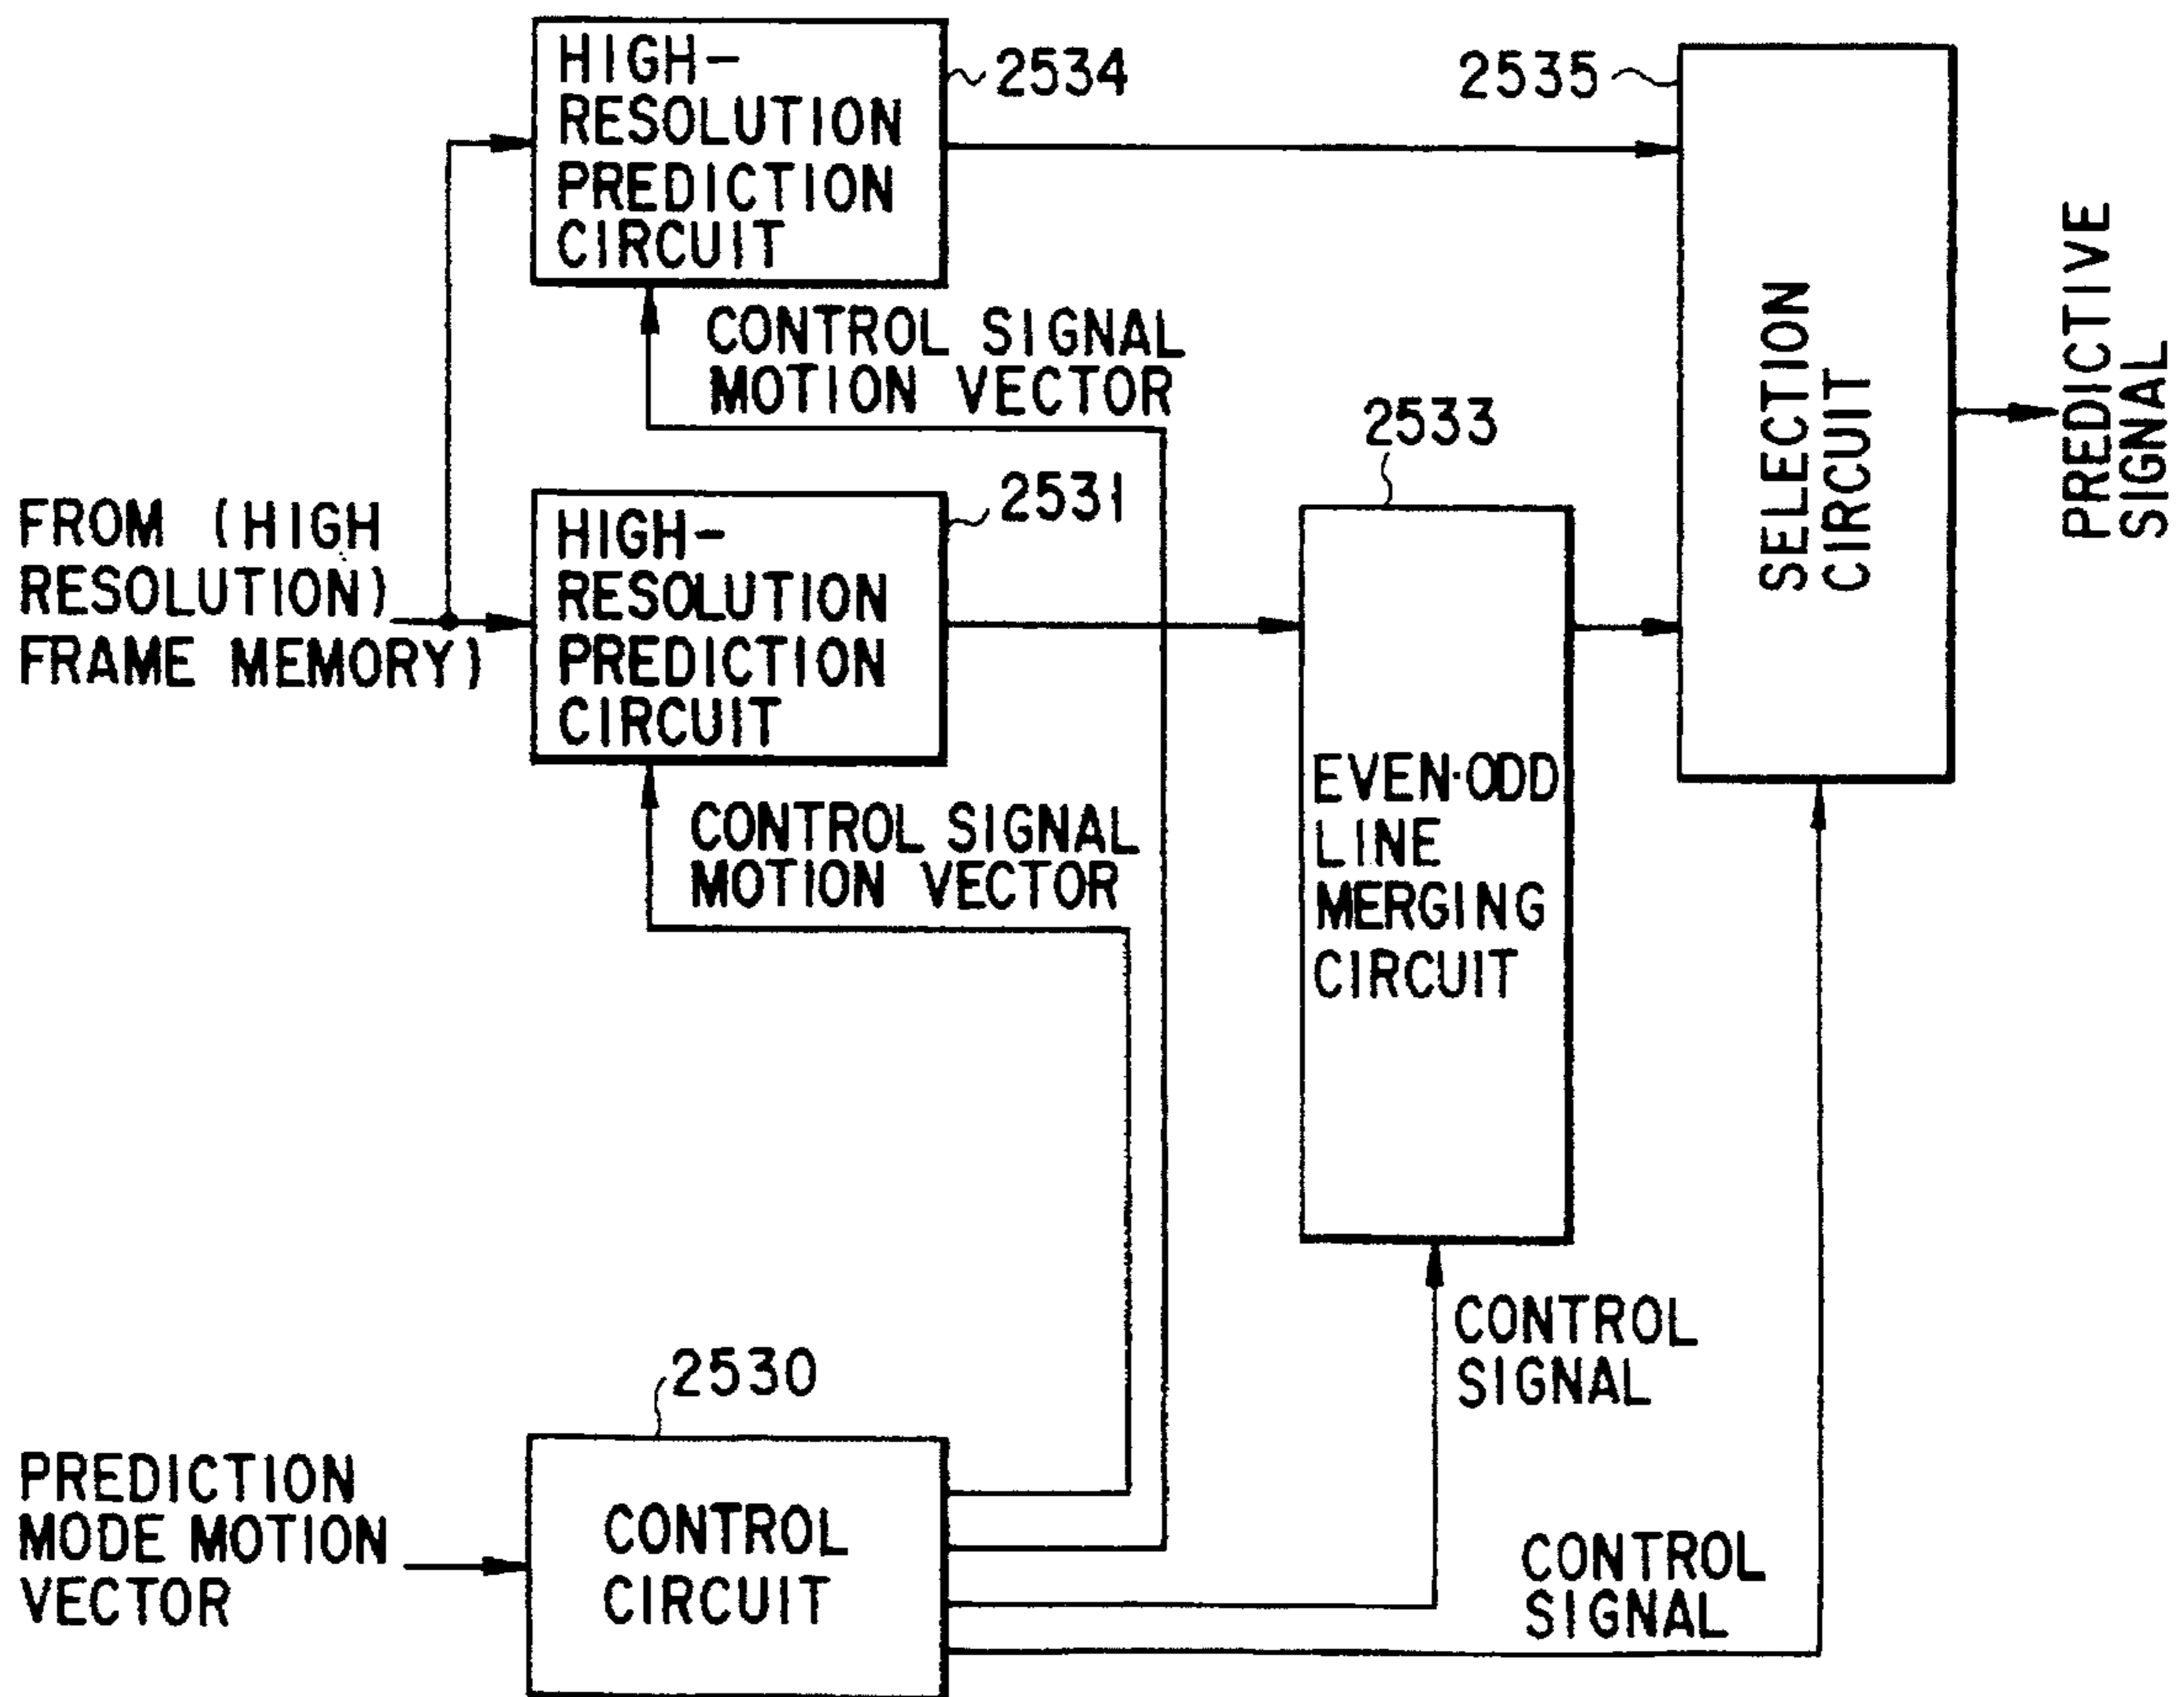 HIGH-
RESOLUTION
PREDICTION
CIRCUIT
2534
2535
SELECTION
CIRCUIT
PREDICTIVE
SIGNAL
CONTROL SIGNAL
MOTION VECTOR
2533
FROM (HIGH
RESOLUTION)
FRAME MEMORY)
HIGH-
RESOLUTION
PREDICTION
CIRCUIT
2531
EVEN·ODD
LINE
MERGING
CIRCUIT
CONTROL SIGNAL
MOTION VECTOR
CONTROL
SIGNAL
2530
PREDICTION
MODE MOTION
VECTOR
CONTROL
CIRCUIT
CONTROL
SIGNAL